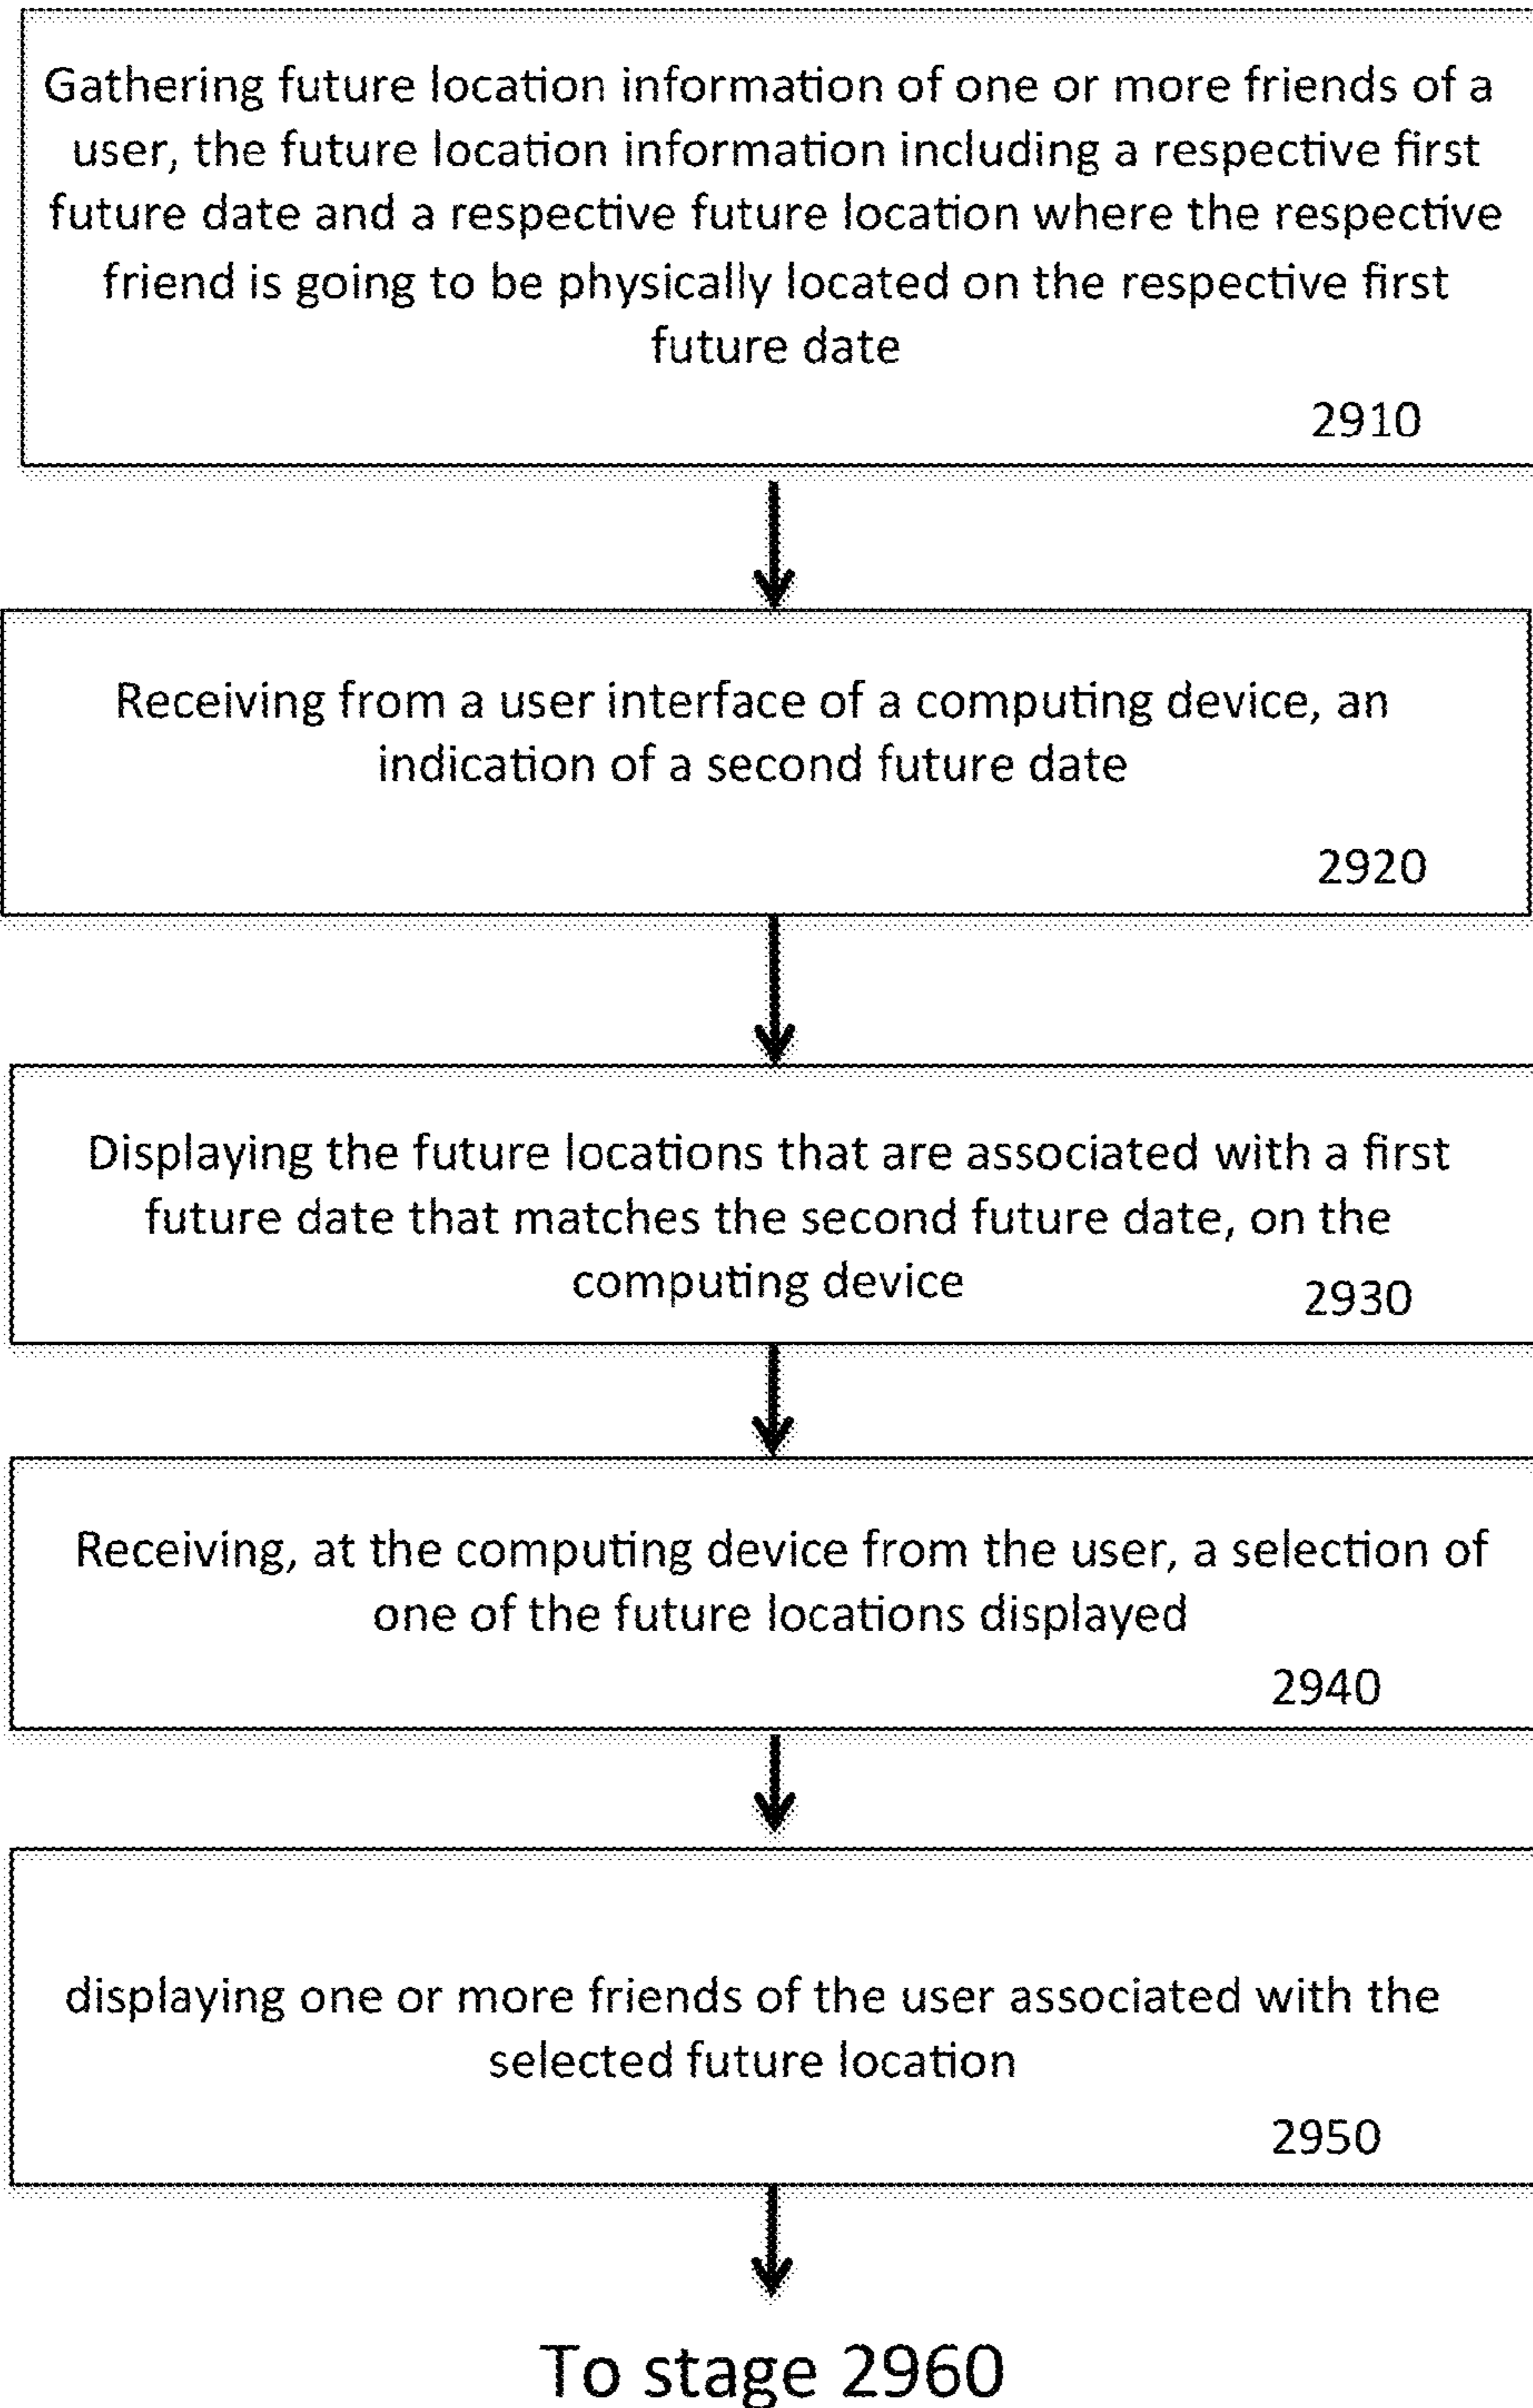 Gathering future location information of one or more friends of a
user, the future location information including a respective first
future date and a respective future location where the respective
friend is going to be physically located on the respective first
future date
2910
Receiving from a user interface of a computing device, an
indication of a second future date
2920
Displaying the future locations that are associated with a first
future date that matches the second future date, on the
computing device
2930
Receiving, at the computing device from the user, a selection of
one of the future locations displayed
2940
displaying one or more friends of the user associated with the
selected future location
2950
To stage 2960